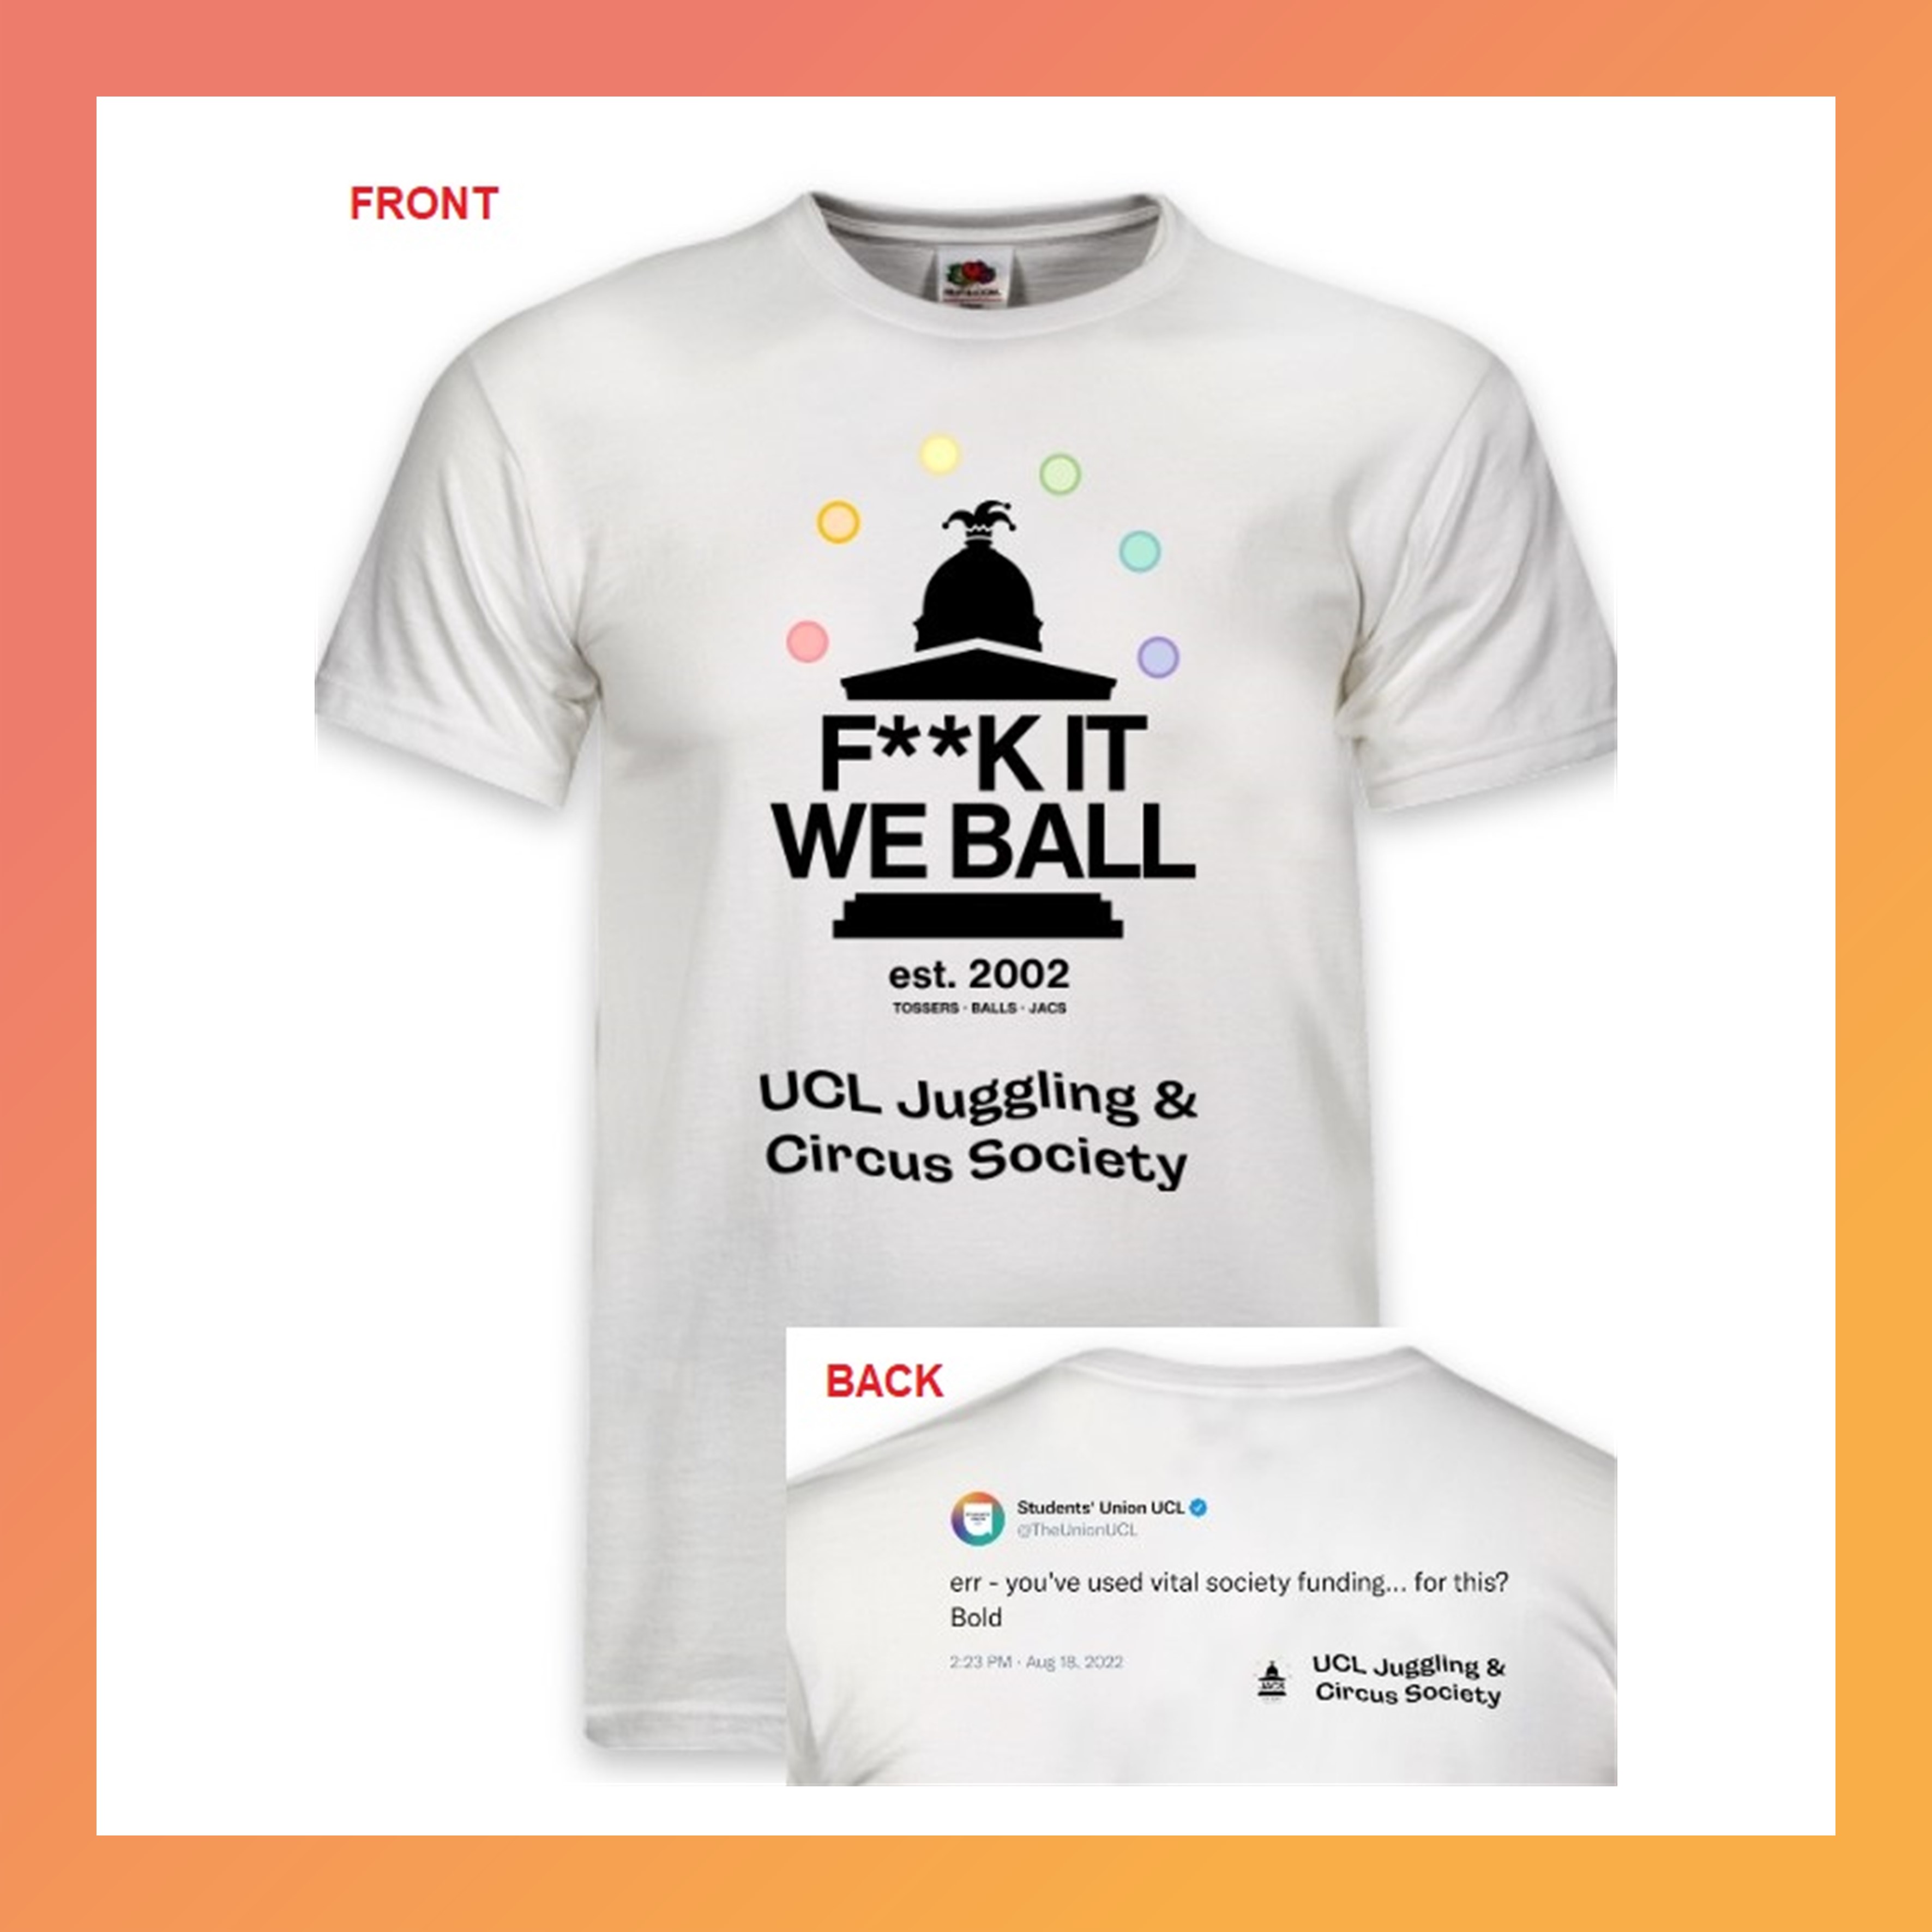 FRONT
F**K IT
WE BALL
est. 2002
TOSSERS · BALLS · JACS
UCL Juggling &
Circus Society
BACK
Students' Union UCL
@TheUnionUCL
err - you've used vital society funding... for this?
Bold
2:23 PM · Aug 18, 2022
JACS
UCL Juggling &
Circus Society